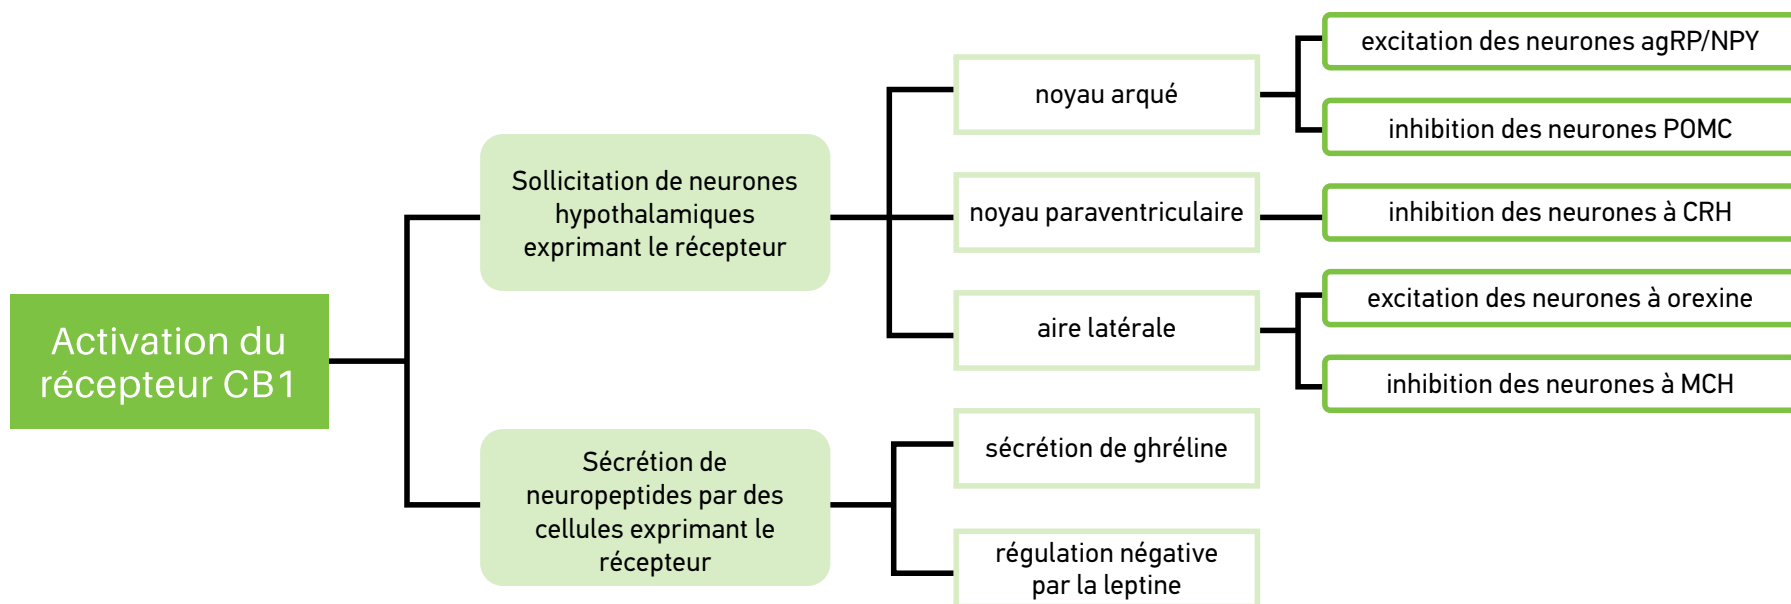 Activation du
récepteur CB1
Sollicitation de neurones
hypothalamiques
exprimant le récepteur
noyau arqué
excitation des neurones agRP/NPY
inhibition des neurones POMC
noyau paraventriculaire
inhibition des neurones à CRH
aire latérale
excitation des neurones à orexine
inhibition des neurones à MCH
Sécrétion de
neuropeptides par des
cellules exprimant le
récepteur
sécrétion de ghréline
régulation négative
par la leptine